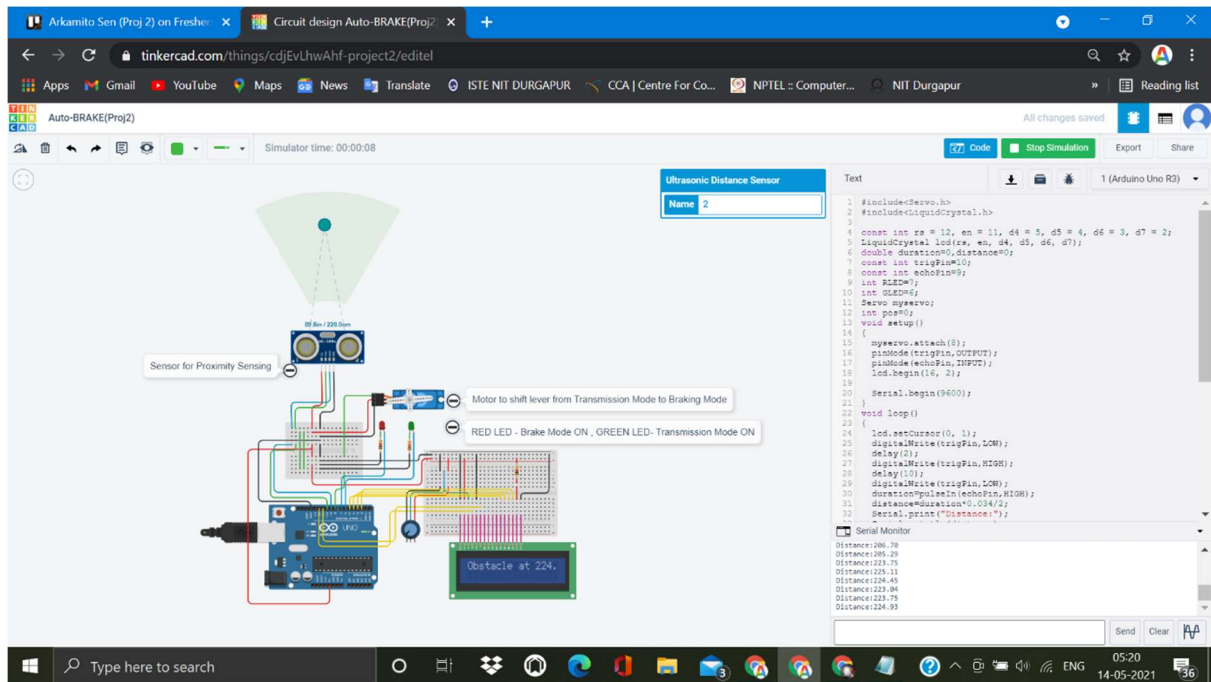 Arkamito Sen (Proj 2) on Freshen
Circuit design Auto-BRAKE(Proj2)
tinkercad.com/things/cdjEvLhwAhf-project2/editel
Apps Gmail YouTube Maps News Translate ISTE NIT DURGAPUR CCA | Centre For Co... NPTEL :: Computer... NIT Durgapur » Reading list
TIN
KER
CAD
Auto-BRAKE(Proj2)
All changes saved
Simulator time: 00:00:08
Code
Stop Simulation
Export
Share
Ultrasonic Distance Sensor
Name 2
Sensor for Proximity Sensing
Motor to shift lever from Transmission Mode to Braking Mode
RED LED - Brake Mode ON , GREEN LED- Transmission Mode ON
UNO
Obstacle at 224.
Text
1 (Arduino Uno R3)
1 #include<Servo.h>
2 #include<LiquidCrystal.h>
3
4 const int rs = 12, en = 11, d4 = 5, d5 = 4, d6 = 3, d7 = 2;
5 LiquidCrystal lcd(rs, en, d4, d5, d6, d7);
6 double duration=0,distance=0;
7 const int trigPin=10;
8 const int echoPin=9;
9 int RLED=7;
10 int GLED=6;
11 Servo myservo;
12 int pos=0;
13 void setup()
14 {
15 myservo.attach(8);
16 pinMode(trigPin,OUTPUT);
17 pinMode(echoPin,INPUT);
18 lcd.begin(16, 2);
19
20 Serial.begin(9600);
21 }
22 void loop()
23 {
24 lcd.setCursor(0, 1);
25 digitalWrite(trigPin,LOW);
26 delay(2);
27 digitalWrite(trigPin,HIGH);
28 delay(10);
29 digitalWrite(trigPin,LOW);
30 duration=pulseIn(echoPin,HIGH);
31 distance=duration*0.034/2;
32 Serial.print("Distance:");
Serial Monitor
Distance:206.70
Distance:205.29
Distance:223.75
Distance:225.11
Distance:224.45
Distance:223.04
Distance:223.75
Distance:224.93
Send
Clear
Type here to search
3
ENG
05:20
14-05-2021
36